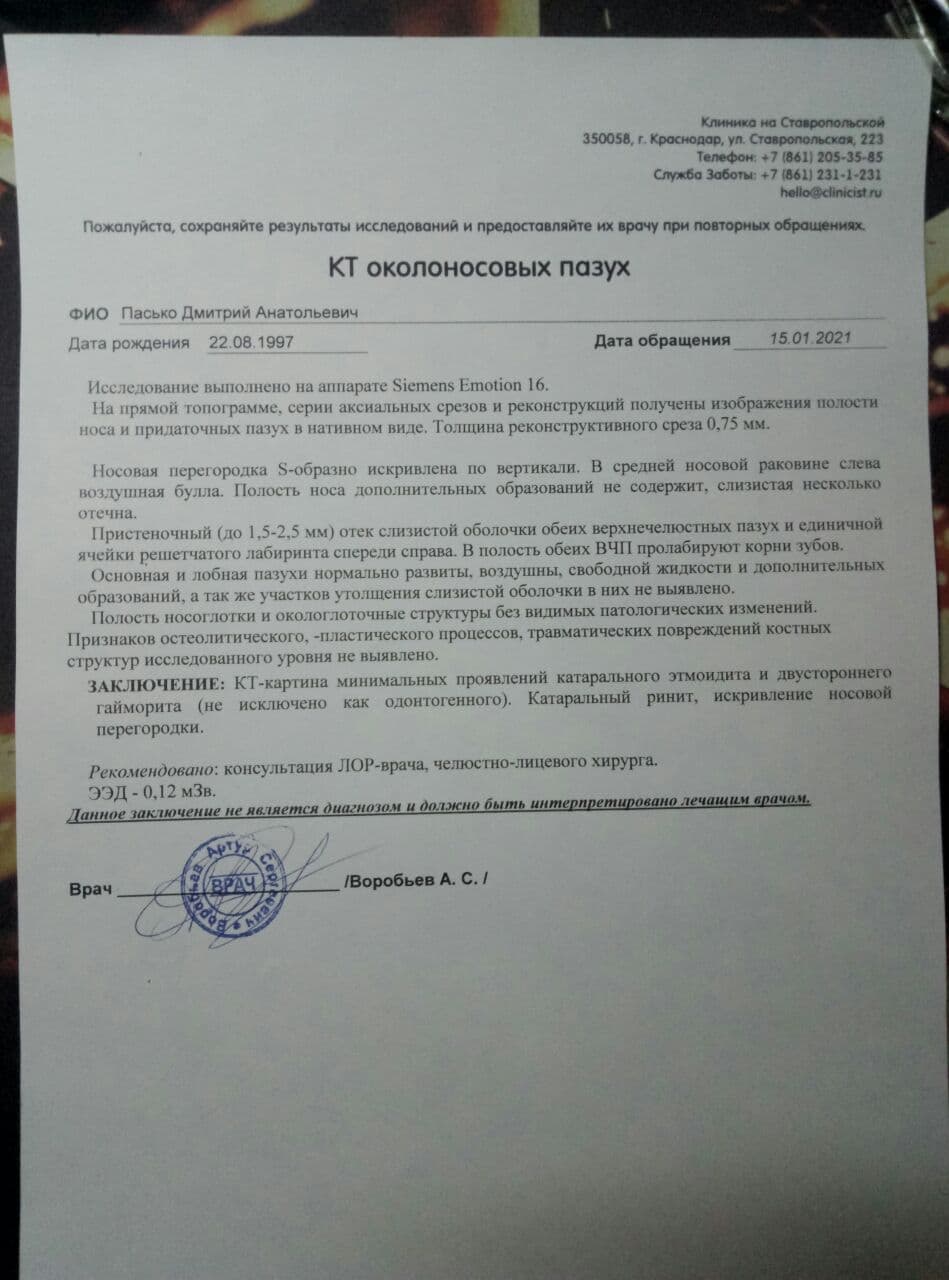 Клиника на Ставропольской
350058, г. Краснодар, ул. Ставропольская, 223
Телефон: +7 (861) 205-35-85
Служба Заботы: +7 (861) 231-1-231
hello@clinicist.ru
Пожалуйста, сохраняйте результаты исследований и предоставляйте их врачу при повторных обращениях.
КТ околоносовых пазух
ФИО Пасько Дмитрий Анатольевич
Дата рождения 22.08.1997 Дата обращения 15.01.2021
Исследование выполнено на аппарате Siemens Emotion 16.
На прямой топограмме, серии аксиальных срезов и реконструкций получены изображения полости
носа и придаточных пазух в нативном виде. Толщина реконструктивного среза 0,75 мм.
Носовая перегородка S-образно искривлена по вертикали. В средней носовой раковине слева
воздушная булла. Полость носа дополнительных образований не содержит, слизистая несколько
отечна.
Пристеночный (до 1,5-2,5 мм) отек слизистой оболочки обеих верхнечелюстных пазух и единичной
ячейки решетчатого лабиринта спереди справа. В полость обеих ВЧП пролабируют корни зубов.
Основная и лобная пазухи нормально развиты, воздушны, свободной жидкости и дополнительных
образований, а так же участков утолщения слизистой оболочки в них не выявлено.
Полость носоглотки и окологлоточные структуры без видимых патологических изменений.
Признаков остеолитического, -пластического процессов, травматических повреждений костных
структур исследованного уровня не выявлено.
ЗАКЛЮЧЕНИЕ: КТ-картина минимальных проявлений катарального этмоидита и двустороннего
гайморита (не исключено как одонтогенного). Катаральный ринит, искривление носовой
перегородки.
Рекомендовано: консультация ЛОР-врача, челюстно-лицевого хирурга.
ЭЭД - 0,12 мЗв.
Данное заключение не является диагнозом и должно быть интерпретировано лечащим врачом.
Врач /Воробьев А. С. /
Воробьев Артур Сергеевич
ВРАЧ